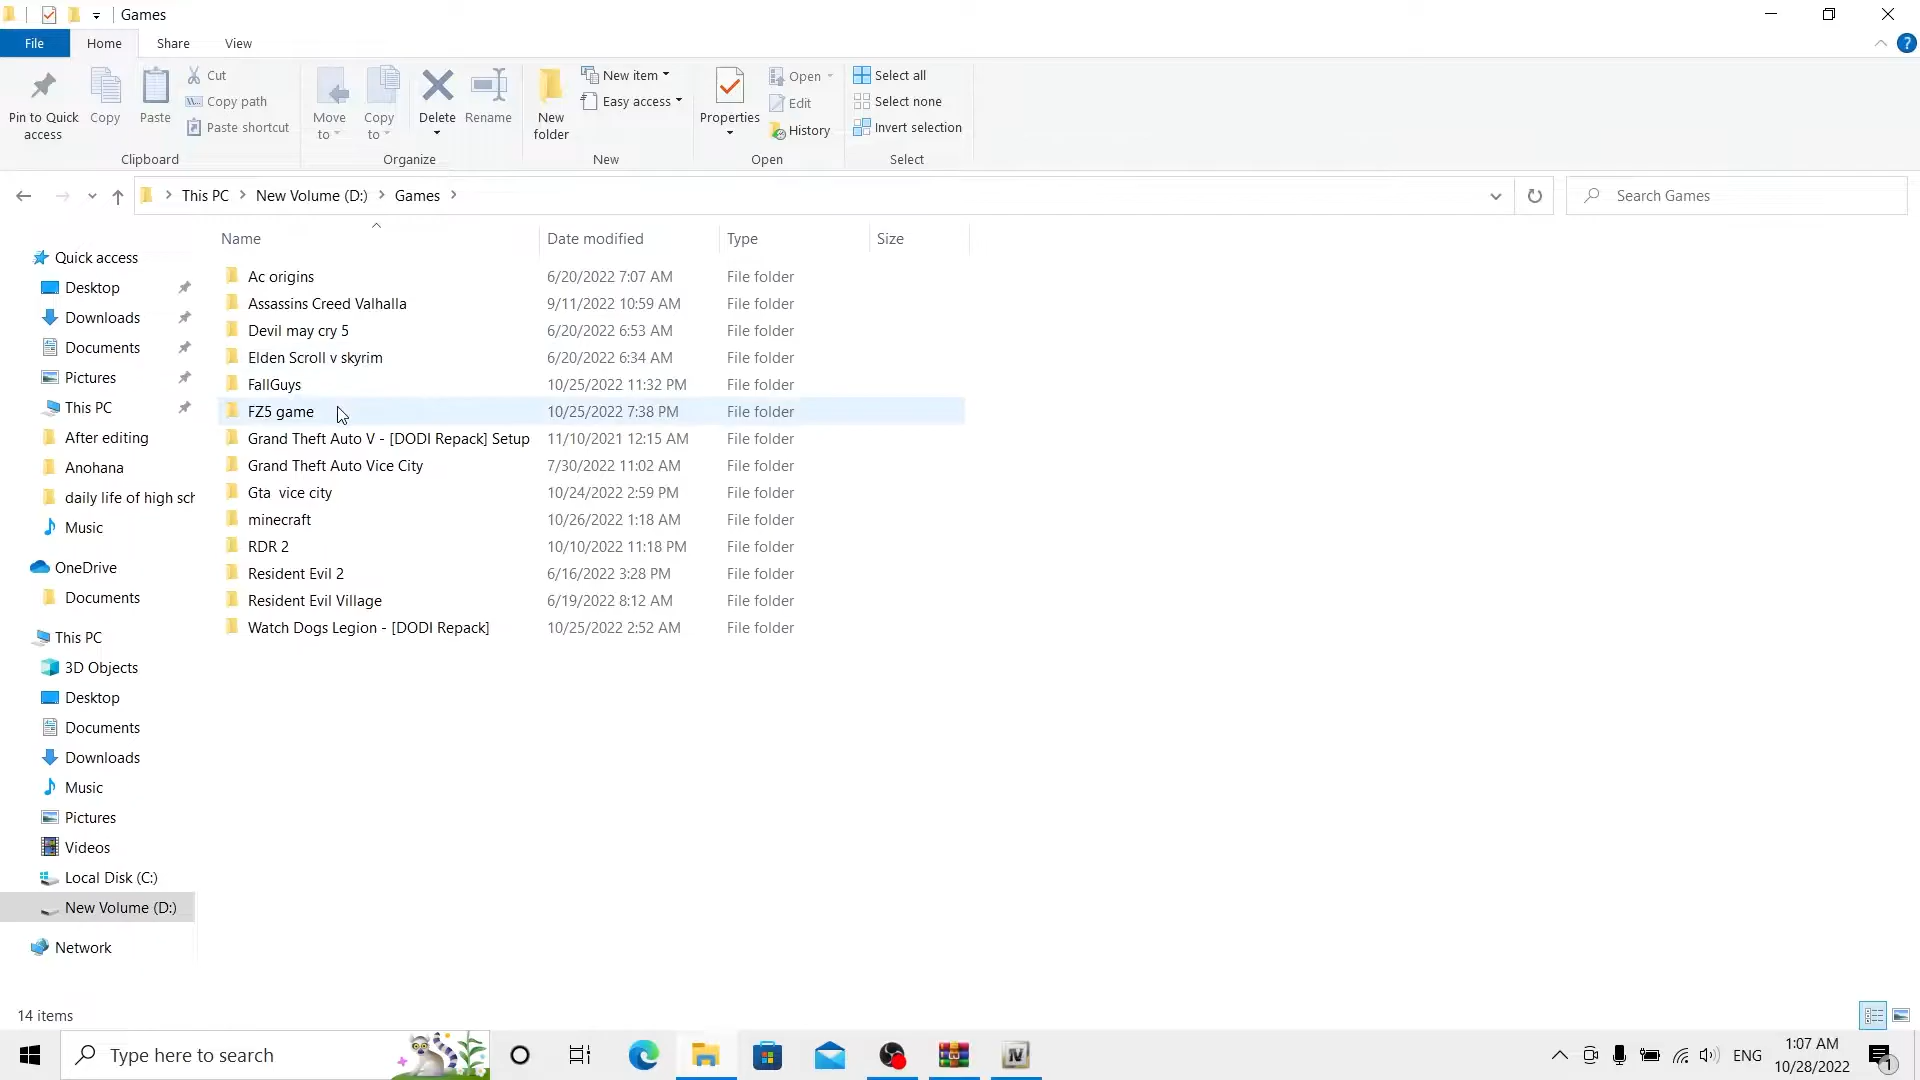 Games
File Home Share View
Pin to Quick access
Copy
Paste
Cut
Copy path
Paste shortcut
Clipboard
Move to
Copy to
Delete
Rename
Organize
New folder
New item
Easy access
New
Properties
Open
Edit
History
Open
Select all
Select none
Invert selection
Select
This PC New Volume (D:) Games
Search Games
Quick access
Desktop
Downloads
Documents
Pictures
This PC
After editing
Anohana
daily life of high sch
Music
OneDrive
Documents
This PC
3D Objects
Desktop
Documents
Downloads
Music
Pictures
Videos
Local Disk (C:)
New Volume (D:)
Network
Name Date modified Type Size
Ac origins 6/20/2022 7:07 AM File folder
Assassins Creed Valhalla 9/11/2022 10:59 AM File folder
Devil may cry 5 6/20/2022 6:53 AM File folder
Elden Scroll v skyrim 6/20/2022 6:34 AM File folder
FallGuys 10/25/2022 11:32 PM File folder
FZ5 game 10/25/2022 7:38 PM File folder
Grand Theft Auto V - [DODI Repack] Setup 11/10/2021 12:15 AM File folder
Grand Theft Auto Vice City 7/30/2022 11:02 AM File folder
Gta vice city 10/24/2022 2:59 PM File folder
minecraft 10/26/2022 1:18 AM File folder
RDR 2 10/10/2022 11:18 PM File folder
Resident Evil 2 6/16/2022 3:28 PM File folder
Resident Evil Village 6/19/2022 8:12 AM File folder
Watch Dogs Legion - [DODI Repack] 10/25/2022 2:52 AM File folder
14 items
Type here to search
ENG
1:07 AM
10/28/2022
1